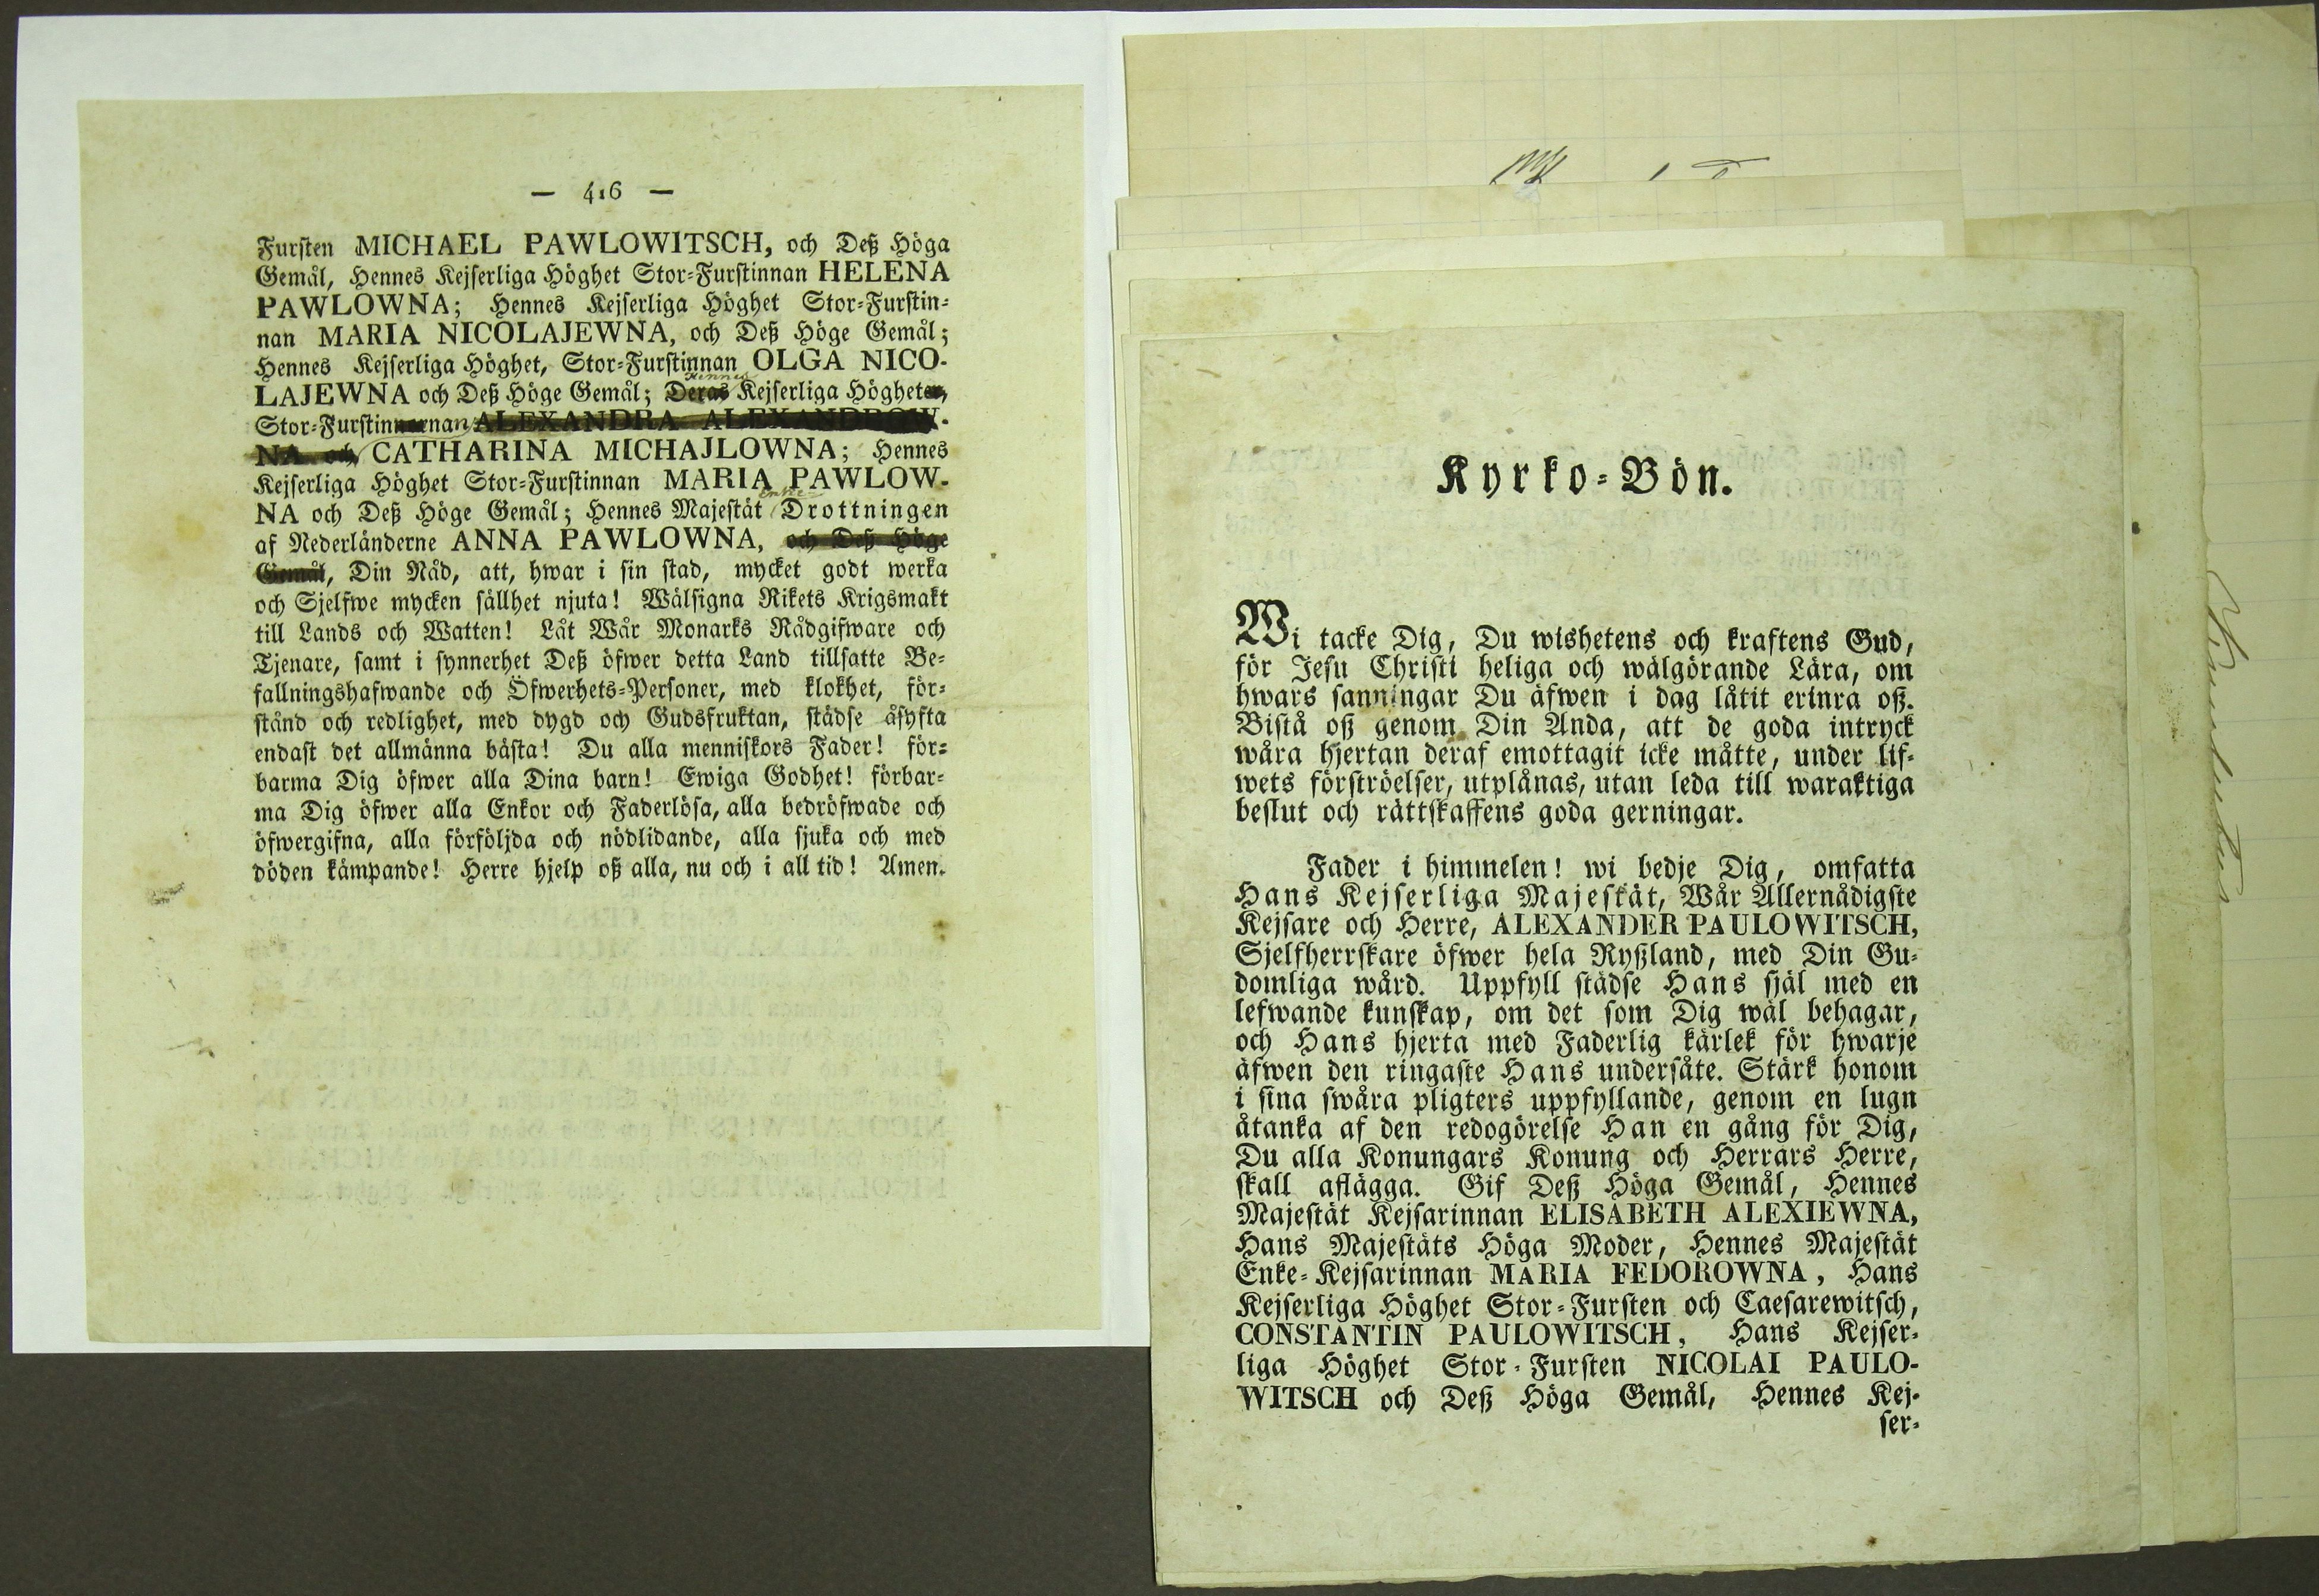 — 416 —
Fursten MICHAEL PAWLOWITSCH, och Deß Höga
Gemål, Hennes Kejserliga Höghet Stor-Furstinnan HELENA
PAWLOWNA; Hennes Kejserliga Höghet Stor-Furstin-
nan MARIA NICOLAJEWNA, och Deß Höge Gemål;
Hennes Kejserliga Höghet, Stor-Furstinnan OLGA NICO-
LAJEWNA och Deß Höge Gemål; Deras Hennes Kejserliga Högheter,
Stor-Furstinnornan ALEXANDRA ALEXANDROW-
NA och CATHARINA MICHAJLOWNA; Hennes
Kejserliga Höghet Stor-Furstinnan MARIA PAWLOW-
NA och Deß Höge Gemål; Hennes Majestät Enke Drottningen
af Nederländerne ANNA PAWLOWNA, och Deß Höge
Gemål, Din Nåd, att, hwar i sin stad, mycket godt werka
och Sjelfwe mycken sällhet njuta! Wälsigna Rikets Krigsmakt
till Lands och Watten! Låt Wår Monarks Rådgifware och
Tjenare, samt i synnerhet Deß öfwer detta Land tillsatte Be-
fallningshafwande och Öfwerhets-Personer, med klokhet, för-
stånd och redlighet, med dygd och Gudsfruktan, städse åsyfta
endast det allmänna bästa! Du alla menniskors Fader! för-
barma Dig öfwer alla Dina barn! Ewiga Godhet! förbar-
ma Dig öfwer alla Enkor och Faderlösa, alla bedröfwade och
öfwergifna, alla förföljda och nödlidande, alla sjuka och med
döden kämpande! Herre hjelp oß alla, nu och i all tid! Amen.
Kyrko-Bön.
Wi tacke Dig, Du wishetens och kraftens Gud,
för Jesu Christi heliga och wälgörande Lära, om
hwars sanningar Du äfwen i dag låtit erinra oß.
Bistå oß genom Din Anda, att de goda intryck
wåra hjertan deraf emottagit icke måtte, under lif-
wets förströelser, utplånas, utan leda till waraktiga
beslut och rättskaffens goda gerningar.
Fader i himmelen! wi bedje Dig, omfatta
Hans Kejserliga Majestät, Wår Allernådigste
Kejsare och Herre, ALEXANDER PAULOWITSCH,
Sjelfherrskare öfwer hela Ryßland, med Din Gu-
domliga wård. Uppfyll städse Hans själ med en
lefwande kunskap, om det som Dig wäl behagar,
och Hans hjerta med Faderlig kärlek för hwarje
äfwen den ringaste Hans undersåte. Stärk honom
i sina swåra pligters uppfyllande, genom en lugn
åtanka af den redogörelse Han en gång för Dig,
Du alla Konungars Konung och Herrars Herre,
skall aflägga. Gif Deß Höga Gemål, Hennes
Majestät Kejsarinnan ELISABETH ALEXIEWNA,
Hans Majestäts Höga Moder, Hennes Majestät
Enke-Kejsarinnan MARIA FEDOROWNA, Hans
Kejserliga Höghet Stor-Fursten och Caesarewitsch,
CONSTANTIN PAULOWITSCH, Hans Kejser-
liga Höghet Stor-Fursten NICOLAI PAULO-
WITSCH och Deß Höga Gemål, Hennes Kej-
ser-